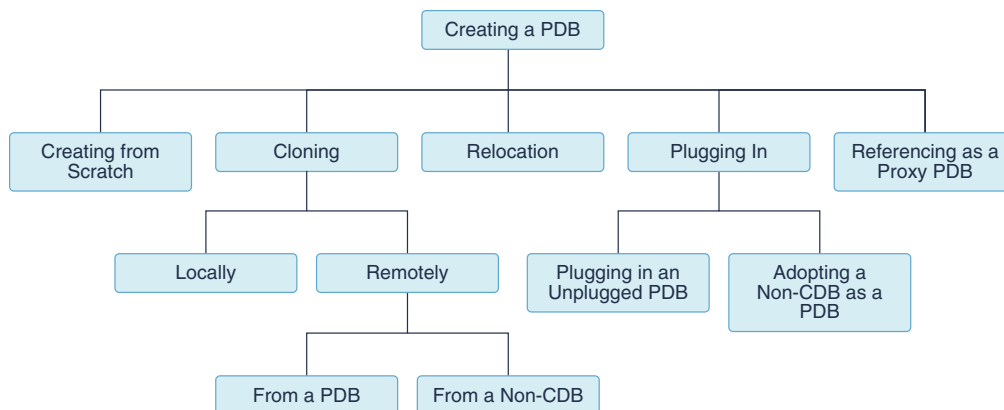 Creating a PDB
Creating from
Scratch
Cloning
Relocation
Plugging In
Referencing as a
Proxy PDB
Locally
Remotely
Plugging in an
Unplugged PDB
Adopting a
Non-CDB as a
PDB
From a PDB
From a Non-CDB